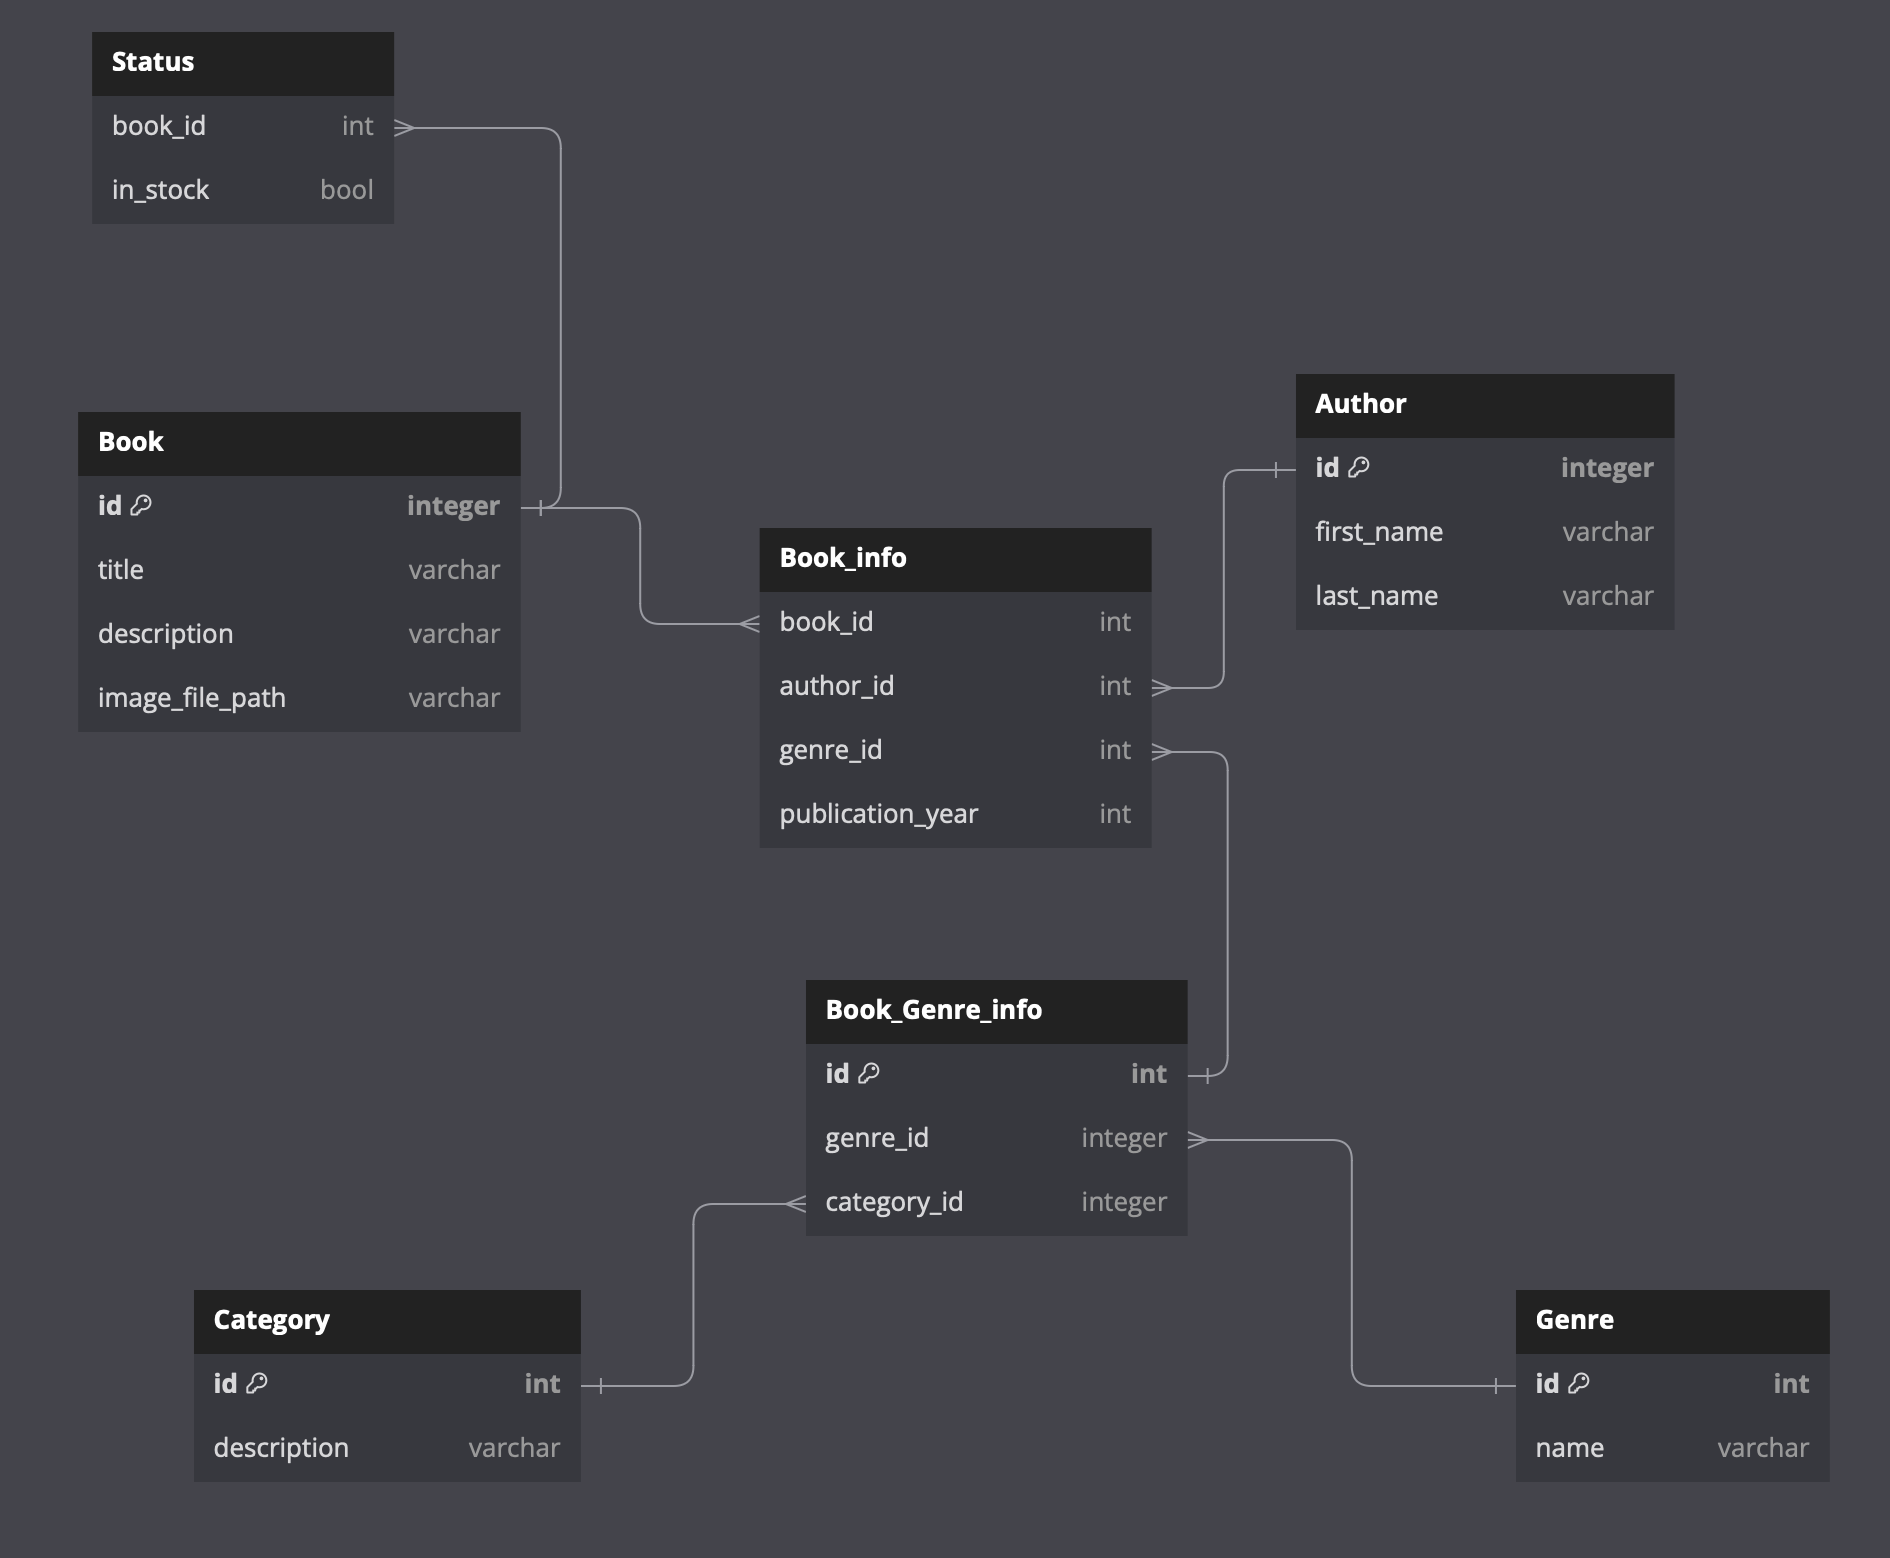 Status
book_id int
in_stock bool
Book
id integer
title varchar
description varchar
image_file_path varchar
Book_info
book_id int
author_id int
genre_id int
publication_year int
Author
id integer
first_name varchar
last_name varchar
Book_Genre_info
id int
genre_id integer
category_id integer
Category
id int
description varchar
Genre
id int
name varchar